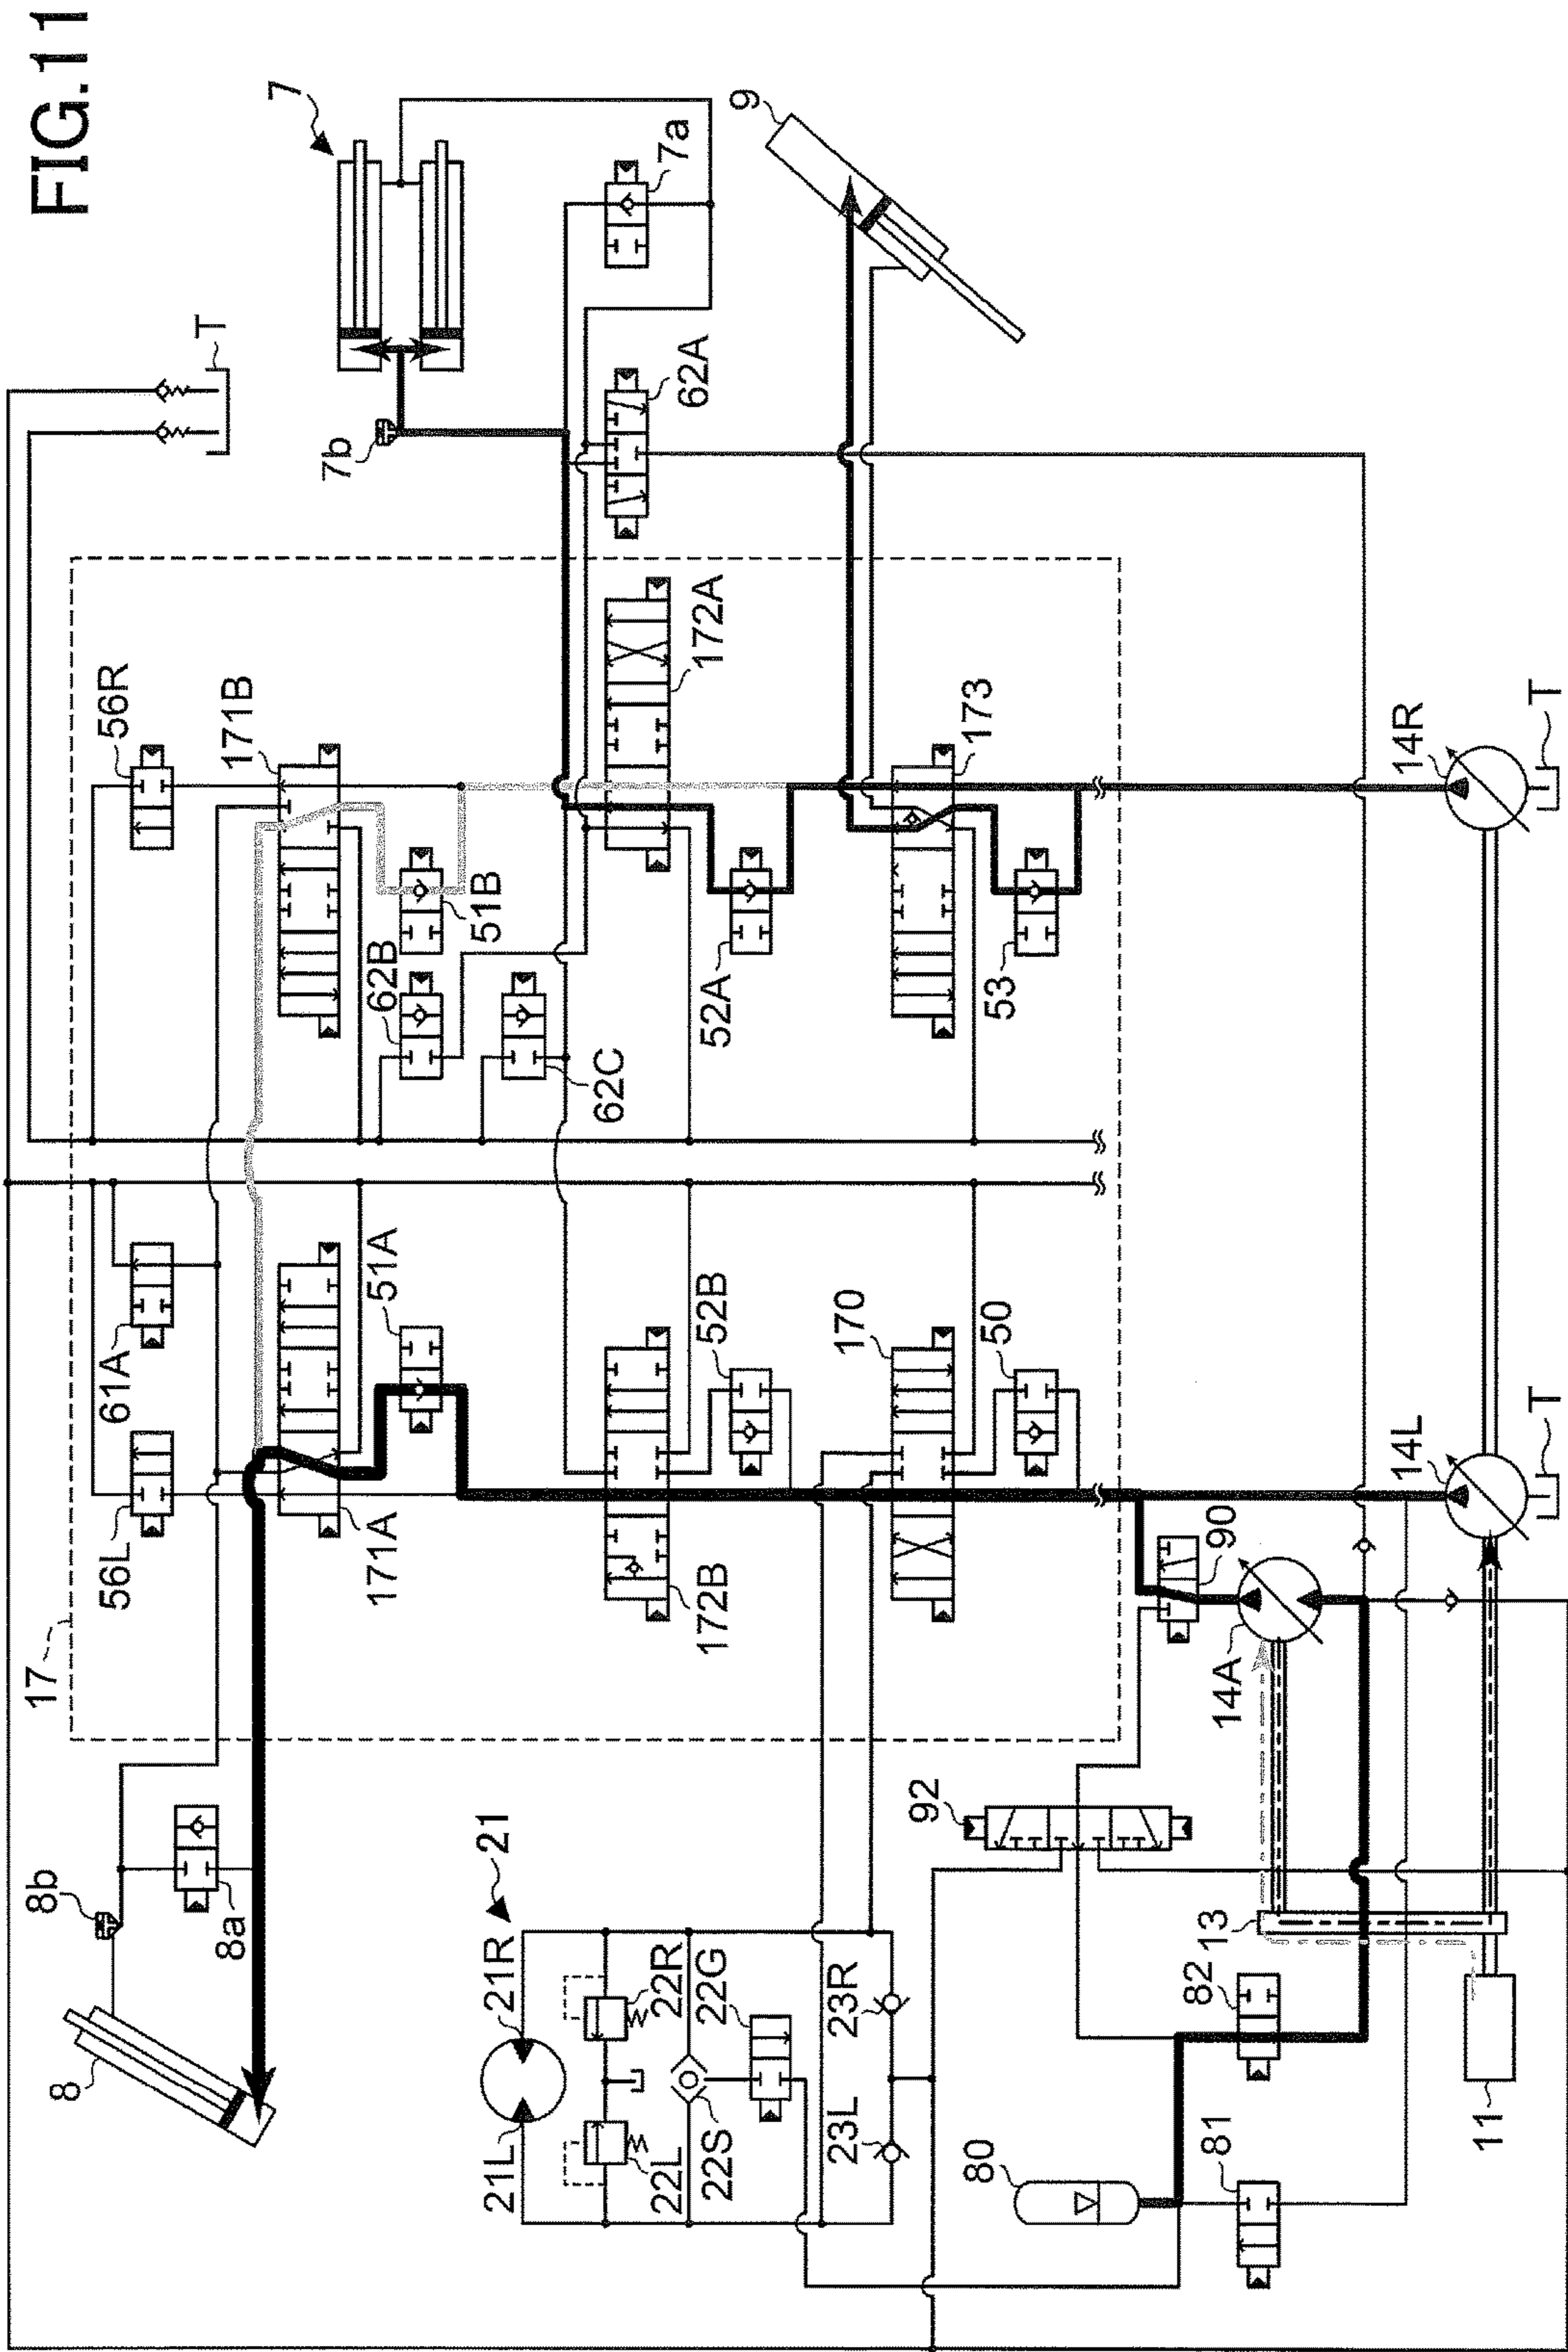 FIG.11
7
T
9
7a
7b
62A
56R
171B
172A
173
51B
62B
62C
52A
53
14R
T
61A
51A
56L
171A
52B
170
50
172B
17
14L
T
90
14A
92
8b
8a
8
21
21R
21L
22R
22G
22L
22S
23R
23L
13
82
80
81
11